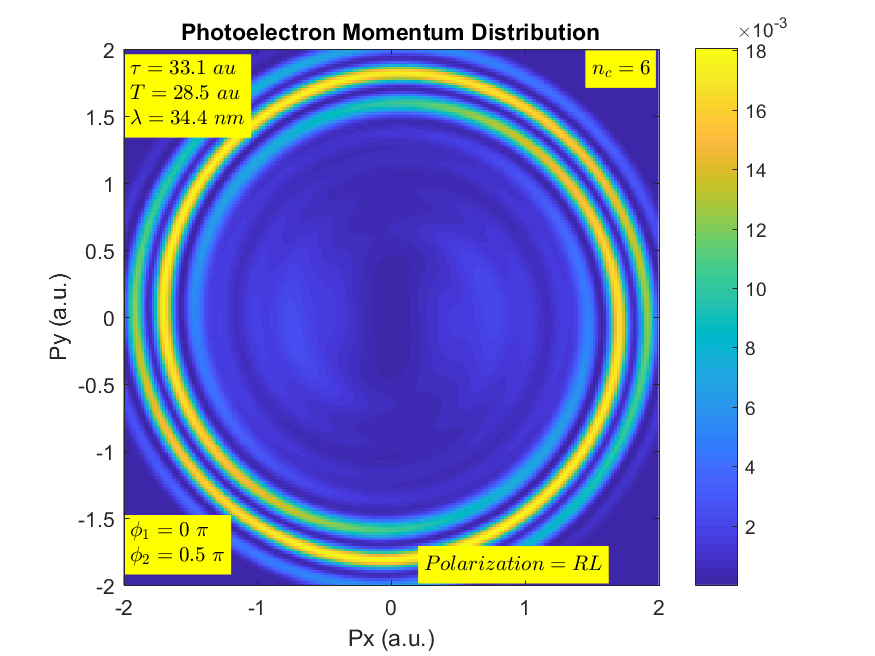 Photoelectron Momentum Distribution
×10⁻³
τ = 33.1 au
T = 28.5 au
λ = 34.4 nm
n_c = 6
2
1.5
1
0.5
0
-0.5
-1
-1.5
-2
Py (a.u.)
18
16
14
12
10
8
6
4
2
ϕ₁ = 0 π
ϕ₂ = 0.5 π
Polarization = RL
-2 -1 0 1 2
Px (a.u.)